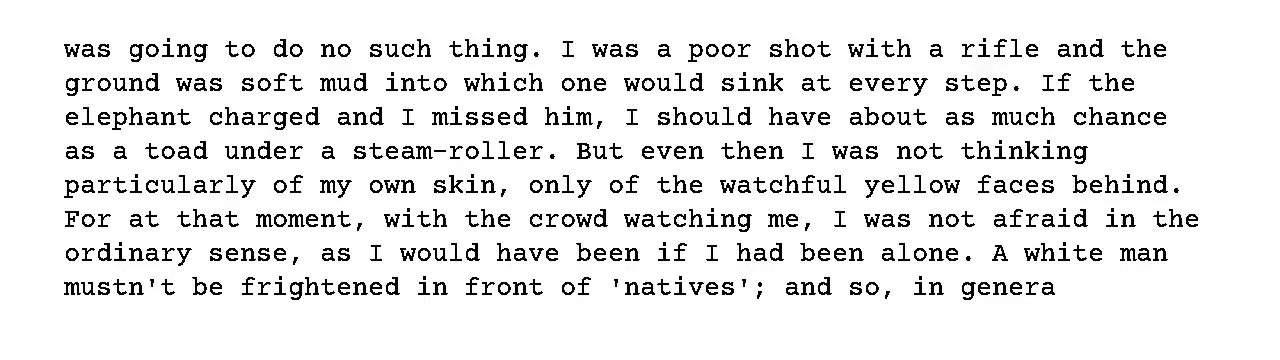 was going to do no such thing. I was a poor shot with a rifle and the
ground was soft mud into which one would sink at every step. If the
elephant charged and I missed him, I should have about as much chance
as a toad under a steam-roller. But even then I was not thinking
particularly of my own skin, only of the watchful yellow faces behind.
For at that moment, with the crowd watching me, I was not afraid in the
ordinary sense, as I would have been if I had been alone. A white man
mustn't be frightened in front of 'natives'; and so, in genera